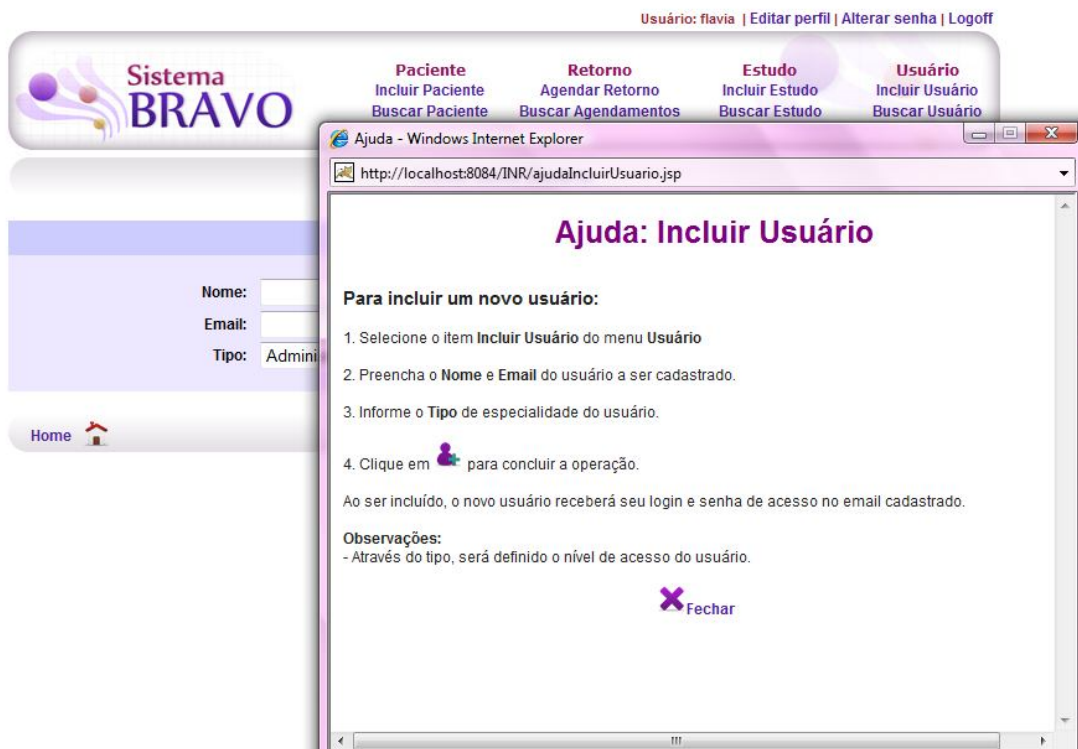 Usuário: flavia | Editar perfil | Alterar senha | Logoff
Sistema
BRAVO
Paciente Retorno Estudo Usuário
Incluir Paciente Agendar Retorno Incluir Estudo Incluir Usuário
Buscar Paciente Buscar Agendamentos Buscar Estudo Buscar Usuário
Ajuda - Windows Internet Explorer
http://localhost:8084/INR/ajudaIncluirUsuario.jsp
Nome:
Email:
Tipo: Admini
Home
Ajuda: Incluir Usuário
Para incluir um novo usuário:
1. Selecione o item Incluir Usuário do menu Usuário
2. Preencha o Nome e Email do usuário a ser cadastrado.
3. Informe o Tipo de especialidade do usuário.
4. Clique em para concluir a operação.
Ao ser incluído, o novo usuário receberá seu login e senha de acesso no email cadastrado.
Observações:
- Através do tipo, será definido o nível de acesso do usuário.
Fechar